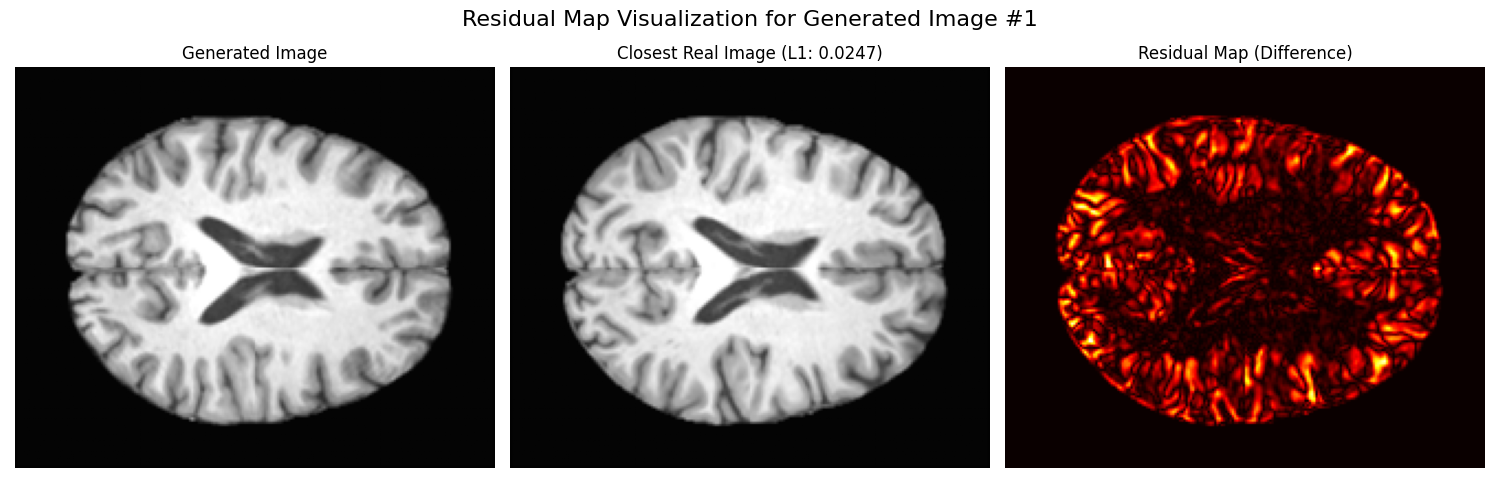 Residual Map Visualization for Generated Image #1
Generated Image
Closest Real Image (L1: 0.0247)
Residual Map (Difference)